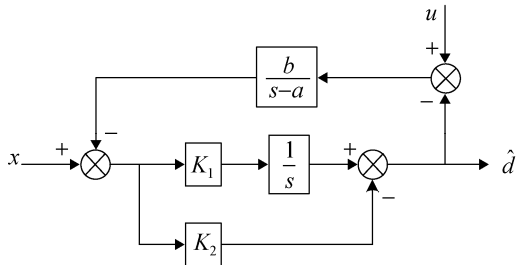 u
+
b
s−a
−
−
x
+
K₁
1
s
+
d̂
−
K₂